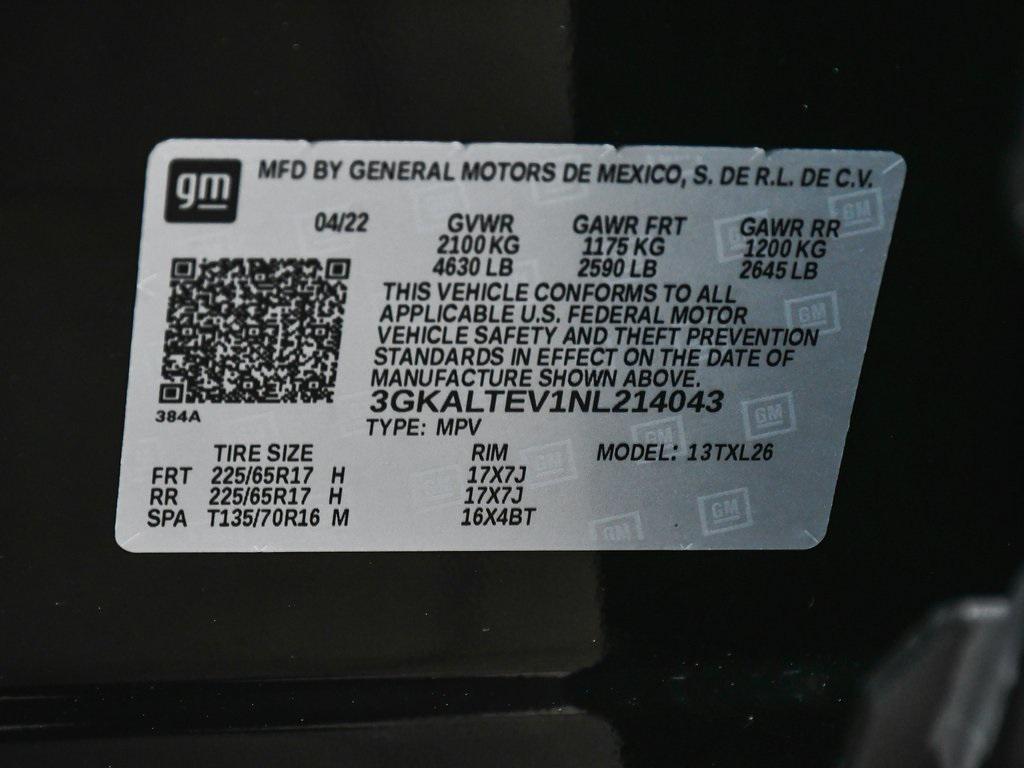 gm MFD BY GENERAL MOTORS DE MEXICO, S. DE R.L. DE C.V.
04/22 GVWR GAWR FRT GAWR RR
2100 KG 1175 KG 1200 KG
4630 LB 2590 LB 2645 LB
THIS VEHICLE CONFORMS TO ALL
APPLICABLE U.S. FEDERAL MOTOR
VEHICLE SAFETY AND THEFT PREVENTION
STANDARDS IN EFFECT ON THE DATE OF
MANUFACTURE SHOWN ABOVE.
3GKALTEV1NL214043
384A
TYPE: MPV
TIRE SIZE RIM MODEL: 13TXL26
FRT 225/65R17 H 17X7J
RR 225/65R17 H 17X7J
SPA T135/70R16 M 16X4BT